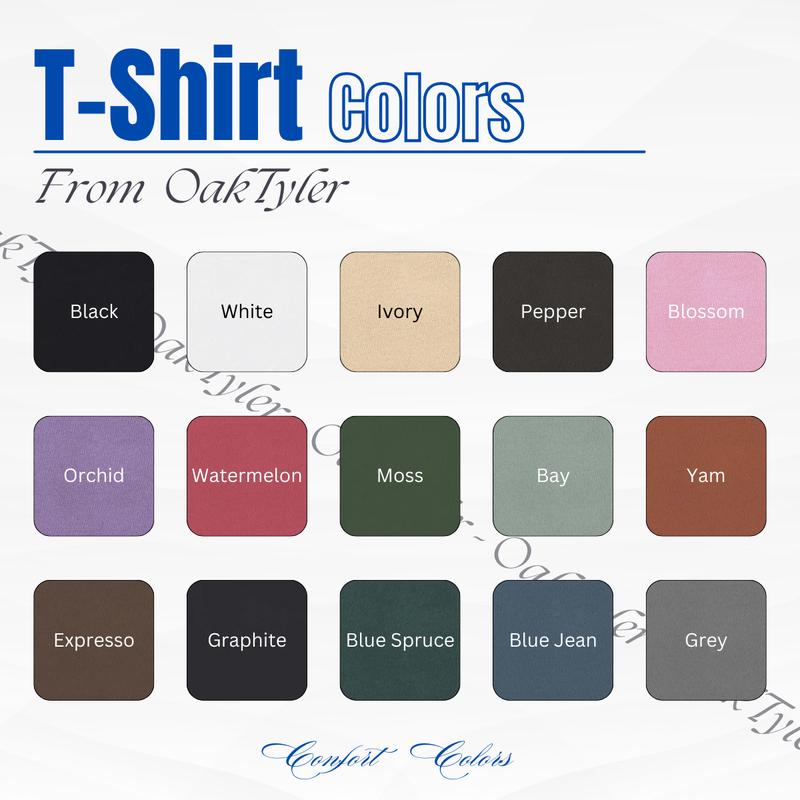 T-Shirt Colors
From OakTyler
Black White Ivory Pepper Blossom
OakTyler
Orchid Watermelon Moss Bay Yam
- OakTyler
Expresso Graphite Blue Spruce Blue Jean Grey
Confort Colors